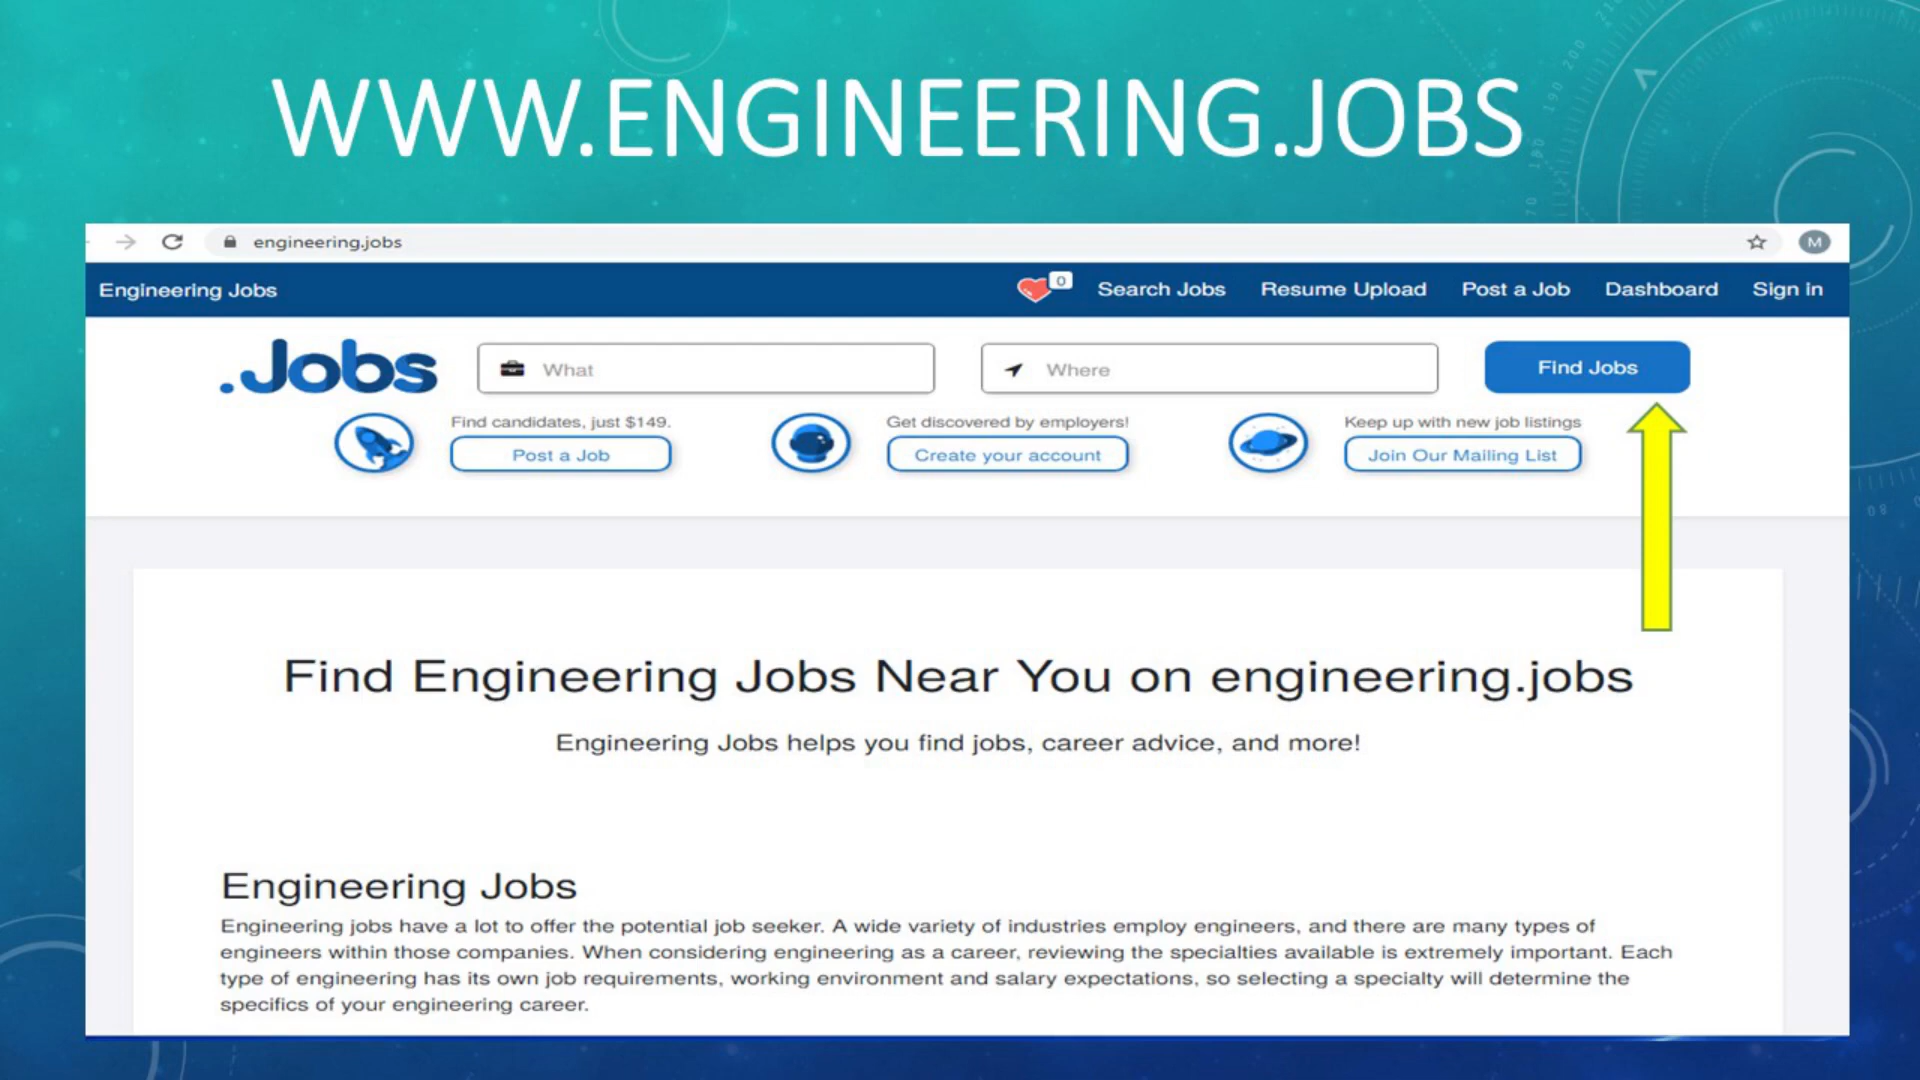 WWW.ENGINEERING.JOBS
engineering.jobs
M
Engineering Jobs
0
Search Jobs
Resume Upload
Post a Job
Dashboard
Sign in
.Jobs
What
Where
Find Jobs
Find candidates, just $149.
Post a Job
Get discovered by employers!
Create your account
Keep up with new job listings
Join Our Mailing List
Find Engineering Jobs Near You on engineering.jobs
Engineering Jobs helps you find jobs, career advice, and more!
Engineering Jobs
Engineering jobs have a lot to offer the potential job seeker. A wide variety of industries employ engineers, and there are many types of
engineers within those companies. When considering engineering as a career, reviewing the specialties available is extremely important. Each
type of engineering has its own job requirements, working environment and salary expectations, so selecting a specialty will determine the
specifics of your engineering career.